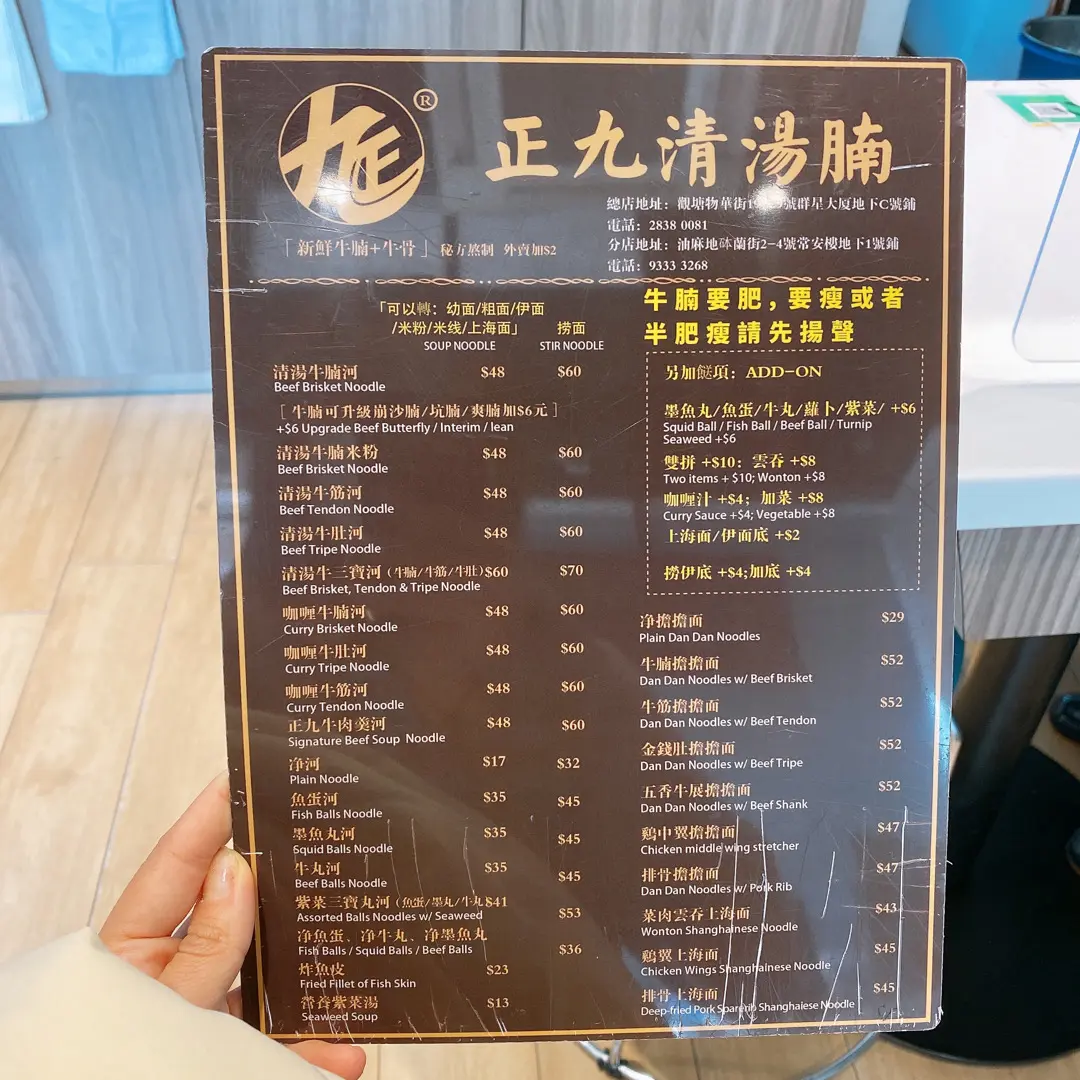 ®
正九清湯腩
總店地址：觀塘物華街19 號群星大厦地下C號鋪
電話：2838 0081
分店地址：油麻地砵蘭街2-4號常安樓地下1號鋪
電話：9333 3268
「新鮮牛腩+牛骨」秘方熬制 外賣加$2
「可以轉：幼面/粗面/伊面
/米粉/米线/上海面」 捞面
SOUP NOODLE STIR NOODLE
清湯牛腩河 $48 $60
Beef Brisket Noodle
[ 牛腩可升級崩沙腩/坑腩/爽腩加$6元 ]
+$6 Upgrade Beef Butterfly / Interim / lean
清湯牛腩米粉 $48 $60
Beef Brisket Noodle
清湯牛筋河 $48 $60
Beef Tendon Noodle
清湯牛肚河 $48 $60
Beef Tripe Noodle
清湯牛三寶河（牛腩/牛筋/牛肚）$60 $70
Beef Brisket, Tendon & Tripe Noodle
咖喱牛腩河 $48 $60
Curry Brisket Noodle
咖喱牛肚河 $48 $60
Curry Tripe Noodle
咖喱牛筋河 $48 $60
Curry Tendon Noodle
正九牛肉羹河 $48 $60
Signature Beef Soup Noodle
净河 $17 $32
Plain Noodle
魚蛋河 $35 $45
Fish Balls Noodle
墨魚丸河 $35 $45
Squid Balls Noodle
牛丸河 $35 $45
Beef Balls Noodle
紫菜三寶丸河（魚蛋/墨丸/牛丸 $41 $53
Assorted Balls Noodles w/ Seaweed
净魚蛋、净牛丸、净墨魚丸 $36
Fish Balls / Squid Balls / Beef Balls
炸魚皮 $23
Fried Fillet of Fish Skin
營養紫菜湯 $13
Seaweed Soup
牛腩要肥，要瘦或者
半肥瘦請先揚聲
另加餸項：ADD-ON
墨魚丸/魚蛋/牛丸/蘿卜/紫菜/ +$6
Squid Ball / Fish Ball / Beef Ball / Turnip
Seaweed +$6
雙拼 +$10；雲吞 +$8
Two items + $10; Wonton +$8
咖喱汁 +$4；加菜 +$8
Curry Sauce +$4; Vegetable +$8
上海面/伊面底 +$2
捞伊底 +$4;加底 +$4
净擔擔面 $29
Plain Dan Dan Noodles
牛腩擔擔面 $52
Dan Dan Noodles w/ Beef Brisket
牛筋擔擔面 $52
Dan Dan Noodles w/ Beef Tendon
金錢肚擔擔面 $52
Dan Dan Noodles w/ Beef Tripe
五香牛展擔擔面 $52
Dan Dan Noodles w/ Beef Shank
鷄中翼擔擔面 $47
Chicken middle wing stretcher
排骨擔擔面 $47
Dan Dan Noodles w/ Pork Rib
菜肉雲吞上海面 $43
Wonton Shanghainese Noodle
鷄翼上海面 $45
Chicken Wings Shanghainese Noodle
排骨上海面 $45
Deep-fried Pork Sparerib Shanghaiese Noodle